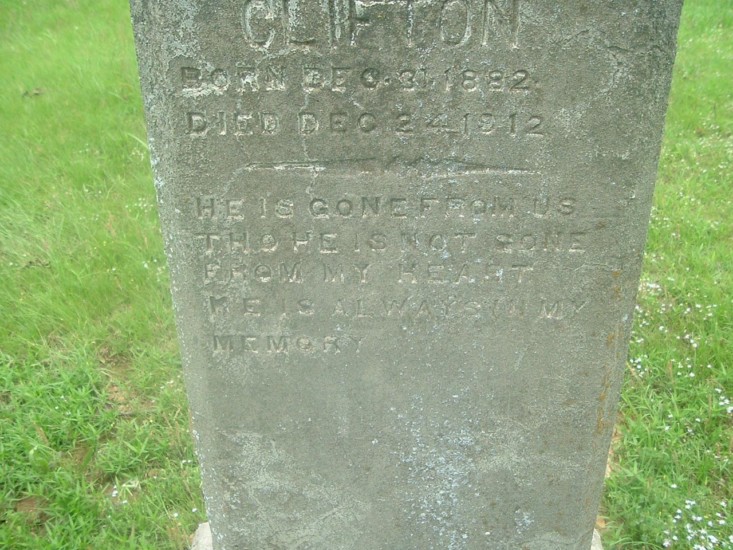 CLIFTON
BORN DEC. 31 1882.
DIED DEC 24 1912
HE IS GONE FROM US
THO HE IS NOT GONE
FROM MY HEART
HE IS ALWAYS IN MY
MEMORY